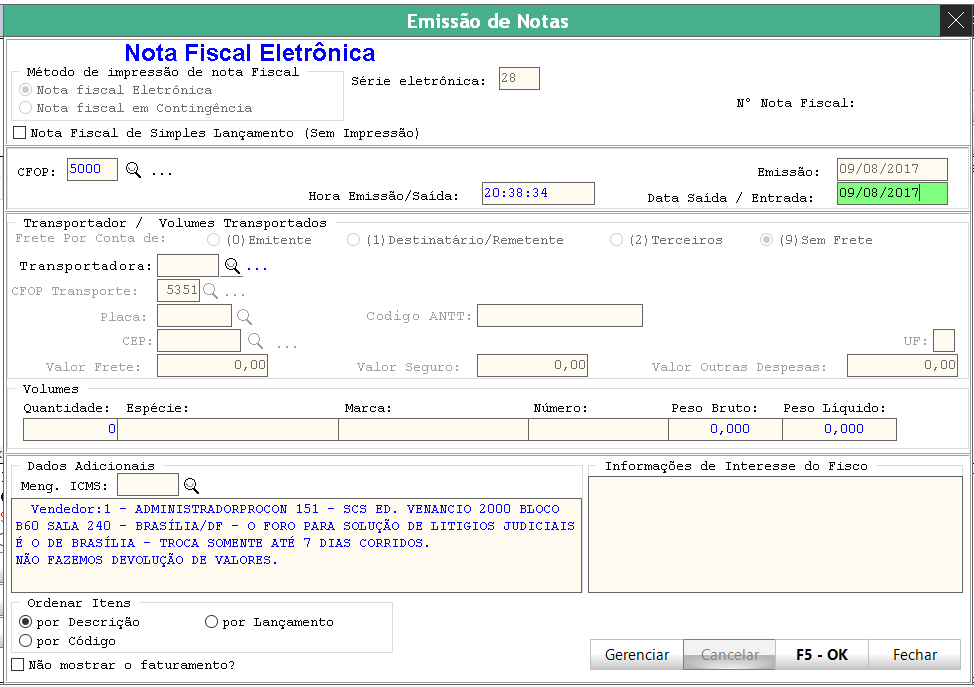 Emissão de Notas
Nota Fiscal Eletrônica
Método de impressão de nota Fiscal
Série eletrônica: 28
Nota fiscal Eletrônica
Nota fiscal em Contingência
Nº Nota Fiscal:
Nota Fiscal de Simples Lançamento (Sem Impressão)
CFOP: 5000 ...
Emissão: 09/08/2017
Hora Emissão/Saída: 20:38:34
Data Saída / Entrada: 09/08/2017
Transportador / Volumes Transportados
Frete Por Conta de: (0)Emitente (1)Destinatário/Remetente (2)Terceiros (9)Sem Frete
Transportadora: ...
CFOP Transporte: 5351 ...
Placa: Codigo ANTT:
CEP: ... UF:
Valor Frete: 0,00 Valor Seguro: 0,00 Valor Outras Despesas: 0,00
Volumes
Quantidade: Espécie: Marca: Número: Peso Bruto: Peso Líquido:
0 0,000 0,000
Dados Adicionais
Meng. ICMS:
Vendedor:1 - ADMINISTRADORPROCON 151 - SCS ED. VENANCIO 2000 BLOCO
B60 SALA 240 - BRASÍLIA/DF - O FORO PARA SOLUÇÃO DE LITIGIOS JUDICIAIS
É O DE BRASÍLIA - TROCA SOMENTE ATÉ 7 DIAS CORRIDOS.
NÃO FAZEMOS DEVOLUÇÃO DE VALORES.
Informações de Interesse do Fisco
Ordenar Itens
por Descrição por Lançamento
por Código
Não mostrar o faturamento?
Gerenciar Cancelar F5 - OK Fechar